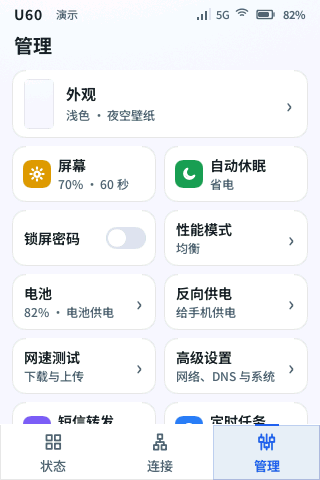 U60 演示 5G 82%
管理
外观
浅色 · 夜空壁纸
屏幕
70% · 60 秒
自动休眠
省电
锁屏密码
性能模式
均衡
电池
82% · 电池供电
反向供电
给手机供电
网速测试
下载与上传
高级设置
网络、DNS 与系统
短信转发
定时任务
状态
连接
管理